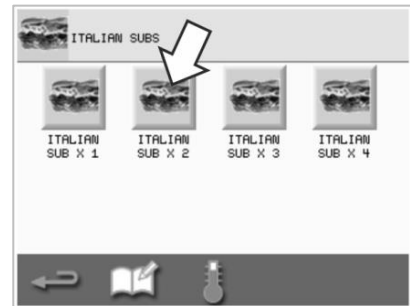 ITALIAN SUBS
ITALIAN
SUB X 1
ITALIAN
SUB X 2
ITALIAN
SUB X 3
ITALIAN
SUB X 4